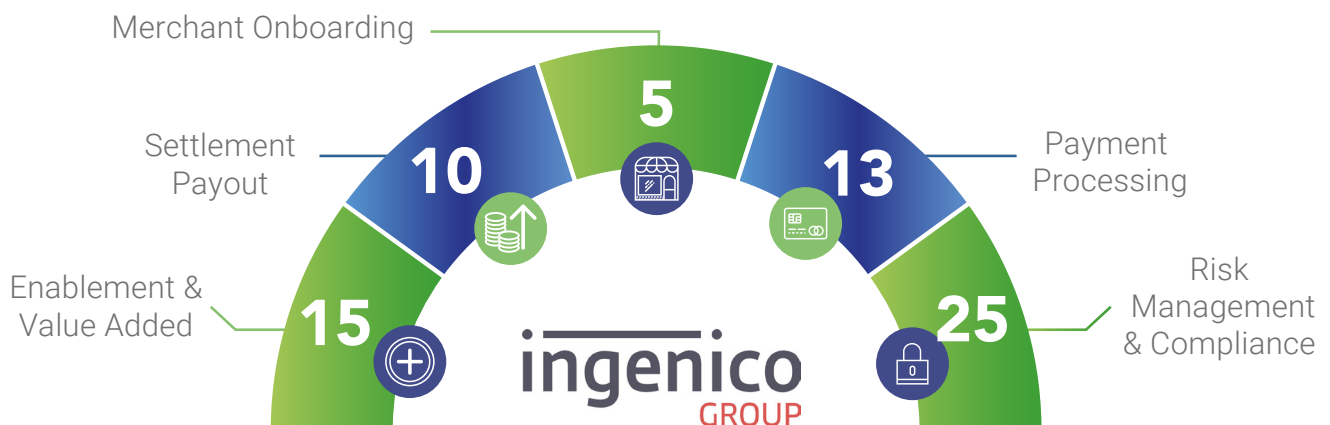 Merchant Onboarding
5
Settlement
Payout
10
13
Payment
Processing
Enablement &
Value Added
15
25
Risk
Management
& Compliance
ingenico
GROUP